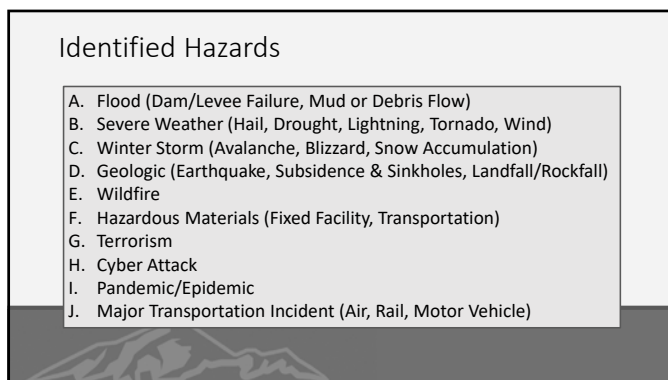 Identified Hazards
A. Flood (Dam/Levee Failure, Mud or Debris Flow)
B. Severe Weather (Hail, Drought, Lightning, Tornado, Wind)
C. Winter Storm (Avalanche, Blizzard, Snow Accumulation)
D. Geologic (Earthquake, Subsidence & Sinkholes, Landfall/Rockfall)
E. Wildfire
F. Hazardous Materials (Fixed Facility, Transportation)
G. Terrorism
H. Cyber Attack
I. Pandemic/Epidemic
J. Major Transportation Incident (Air, Rail, Motor Vehicle)